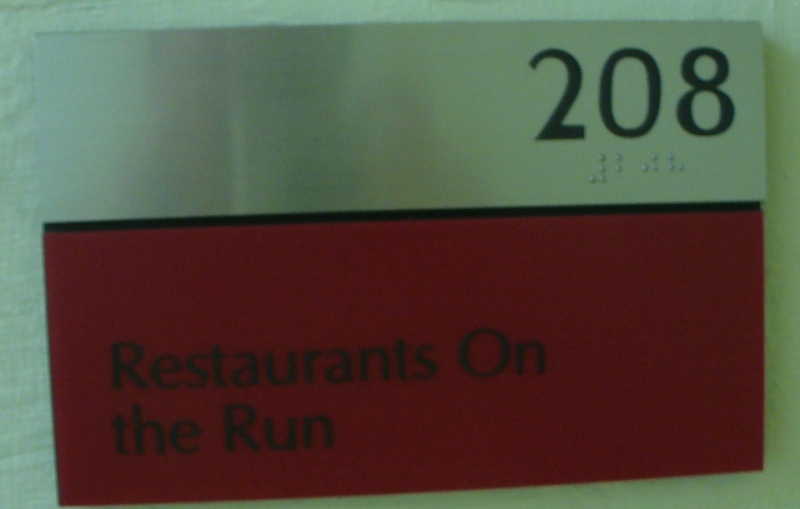 208
Restaurants On
the Run